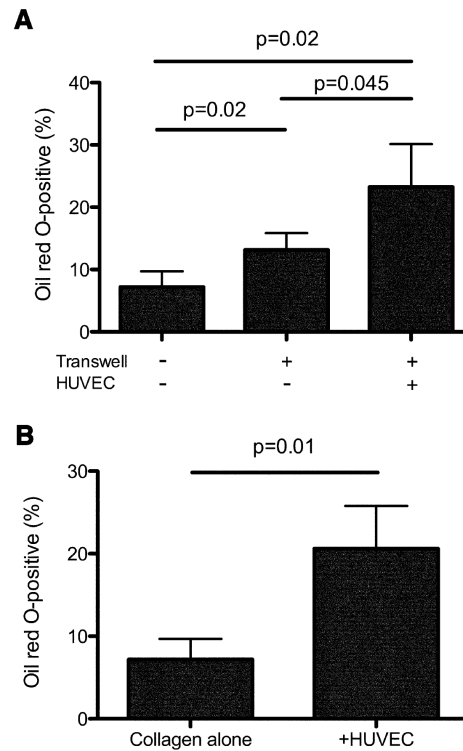 A
p=0.02
p=0.045
p=0.02
Oil red O-positive (%)
40
30
20
10
0
Transwell - + +
HUVEC - - +
B
p=0.01
Oil red O-positive (%)
30
20
10
0
Collagen alone +HUVEC